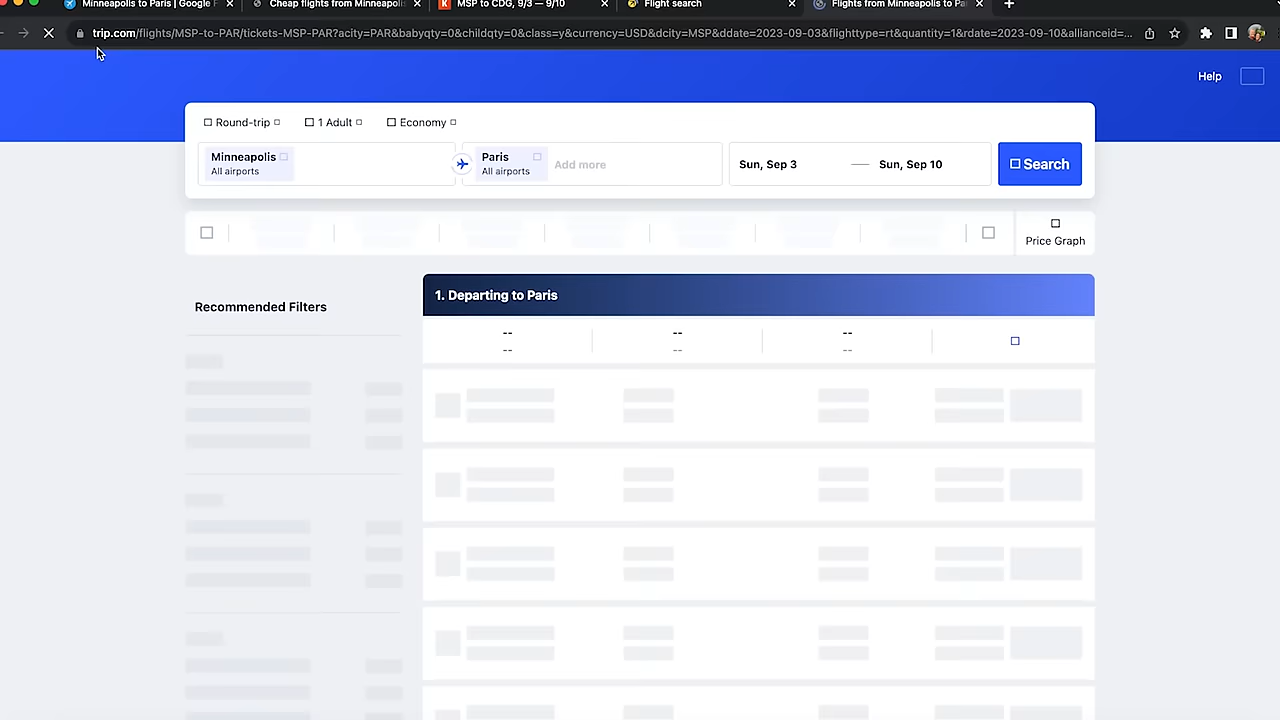 Minneapolis to Paris | Google F
Cheap flights from Minneapolis
MSP to CDG, 9/3 — 9/10
Flight search
Flights from Minneapolis to Pa
trip.com/flights/MSP-to-PAR/tickets-MSP-PAR?acity=PAR&babyqty=0&childqty=0&class=y&currency=USD&dcity=MSP&ddate=2023-09-03&flighttype=rt&quantity=1&rdate=2023-09-10&allianceid=...
Help
Round-trip
1 Adult
Economy
Minneapolis
All airports
Paris
All airports
Add more
Sun, Sep 3
Sun, Sep 10
Search
Price Graph
Recommended Filters
1. Departing to Paris
-- -- --
-- -- --